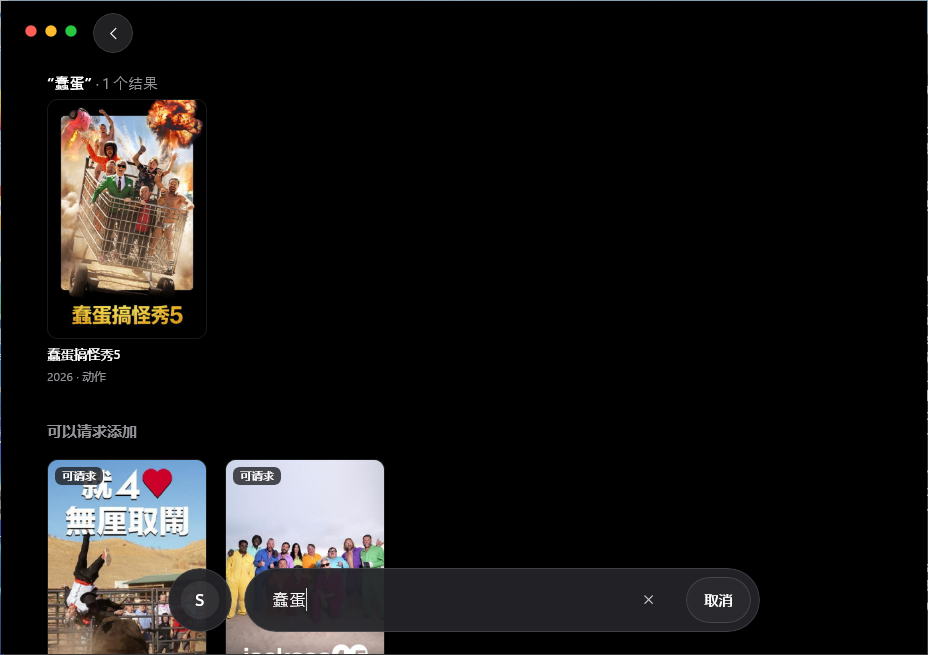 “蠢蛋” · 1 个结果
蠢蛋搞怪秀5
蠢蛋搞怪秀5
2026 · 动作
可以请求添加
可请求
就4
無厘取鬧
可请求
S
蠢蛋
取消